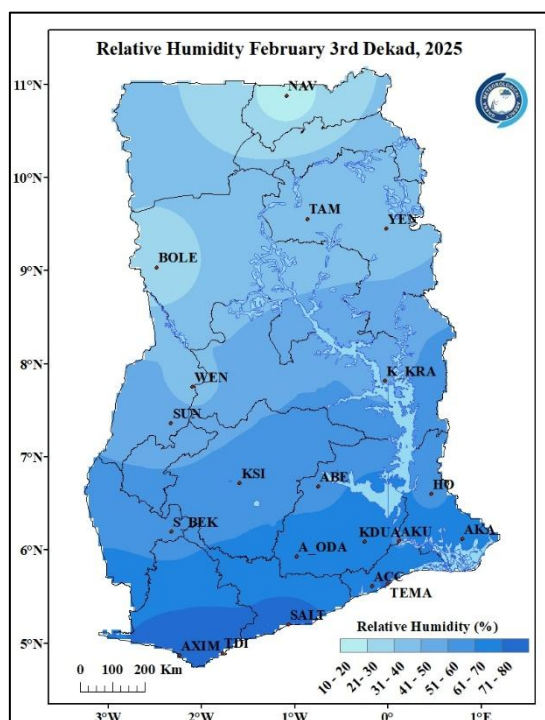 Relative Humidity February 3rd Dekad, 2025
11°N
NAV
10°N
TAM
YEN
BOLE
9°N
8°N
WEN
K_KRA
SUN
7°N
KSI
ABE
HO
S_BEK
6°N
A_ODA
KDUA
AKU
AKA
ACC
TEMA
SALT
5°N
AXIM
TDI
Relative Humidity (%)
0 100 200 Km
10 - 20
21 - 30
31 - 40
41 - 50
51 - 60
61 - 70
71 - 80
3°W
2°W
1°W
0°
1°E